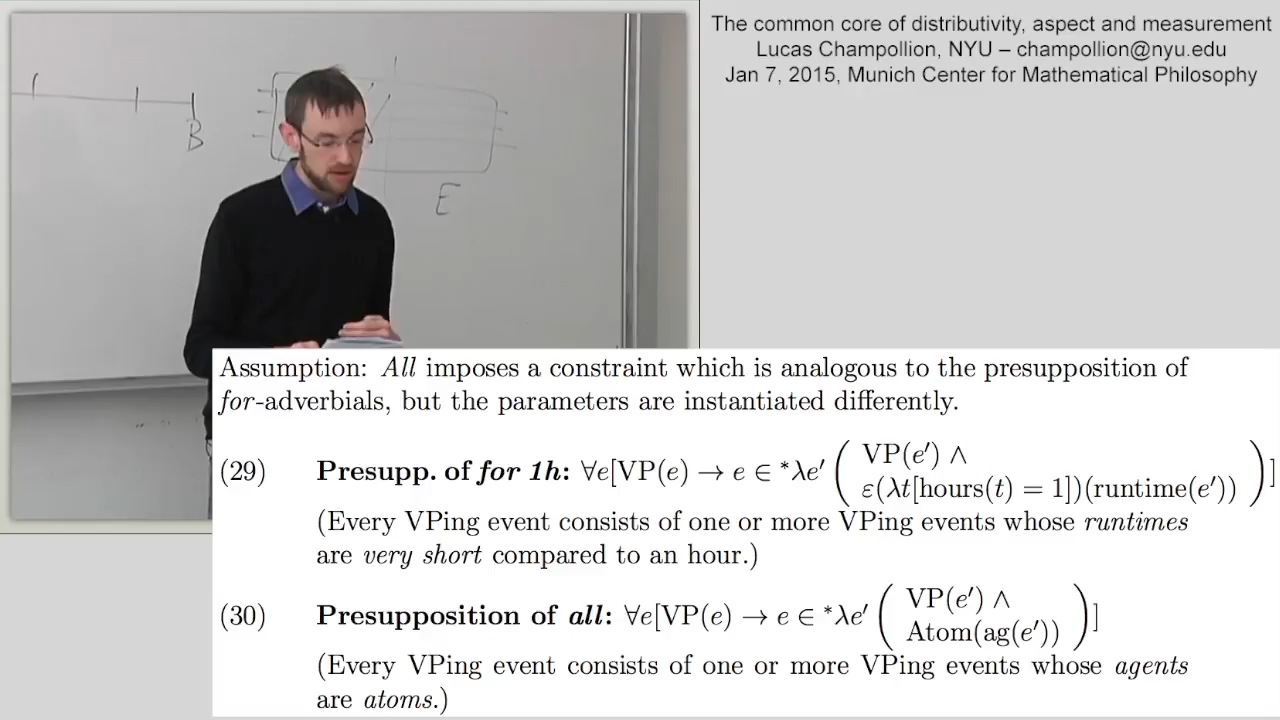 The common core of distributivity, aspect and measurement
Lucas Champollion, NYU – champollion@nyu.edu
Jan 7, 2015, Munich Center for Mathematical Philosophy
B
E
Assumption: All imposes a constraint which is analogous to the presupposition of
for-adverbials, but the parameters are instantiated differently.
(29) Presupp. of for 1h: ∀e[VP(e) → e ∈ *λe′ ( VP(e′) ∧
ε(λt[hours(t) = 1])(runtime(e′)) )]
(Every VPing event consists of one or more VPing events whose runtimes
are very short compared to an hour.)
(30) Presupposition of all: ∀e[VP(e) → e ∈ *λe′ ( VP(e′) ∧
Atom(ag(e′)) )]
(Every VPing event consists of one or more VPing events whose agents
are atoms.)